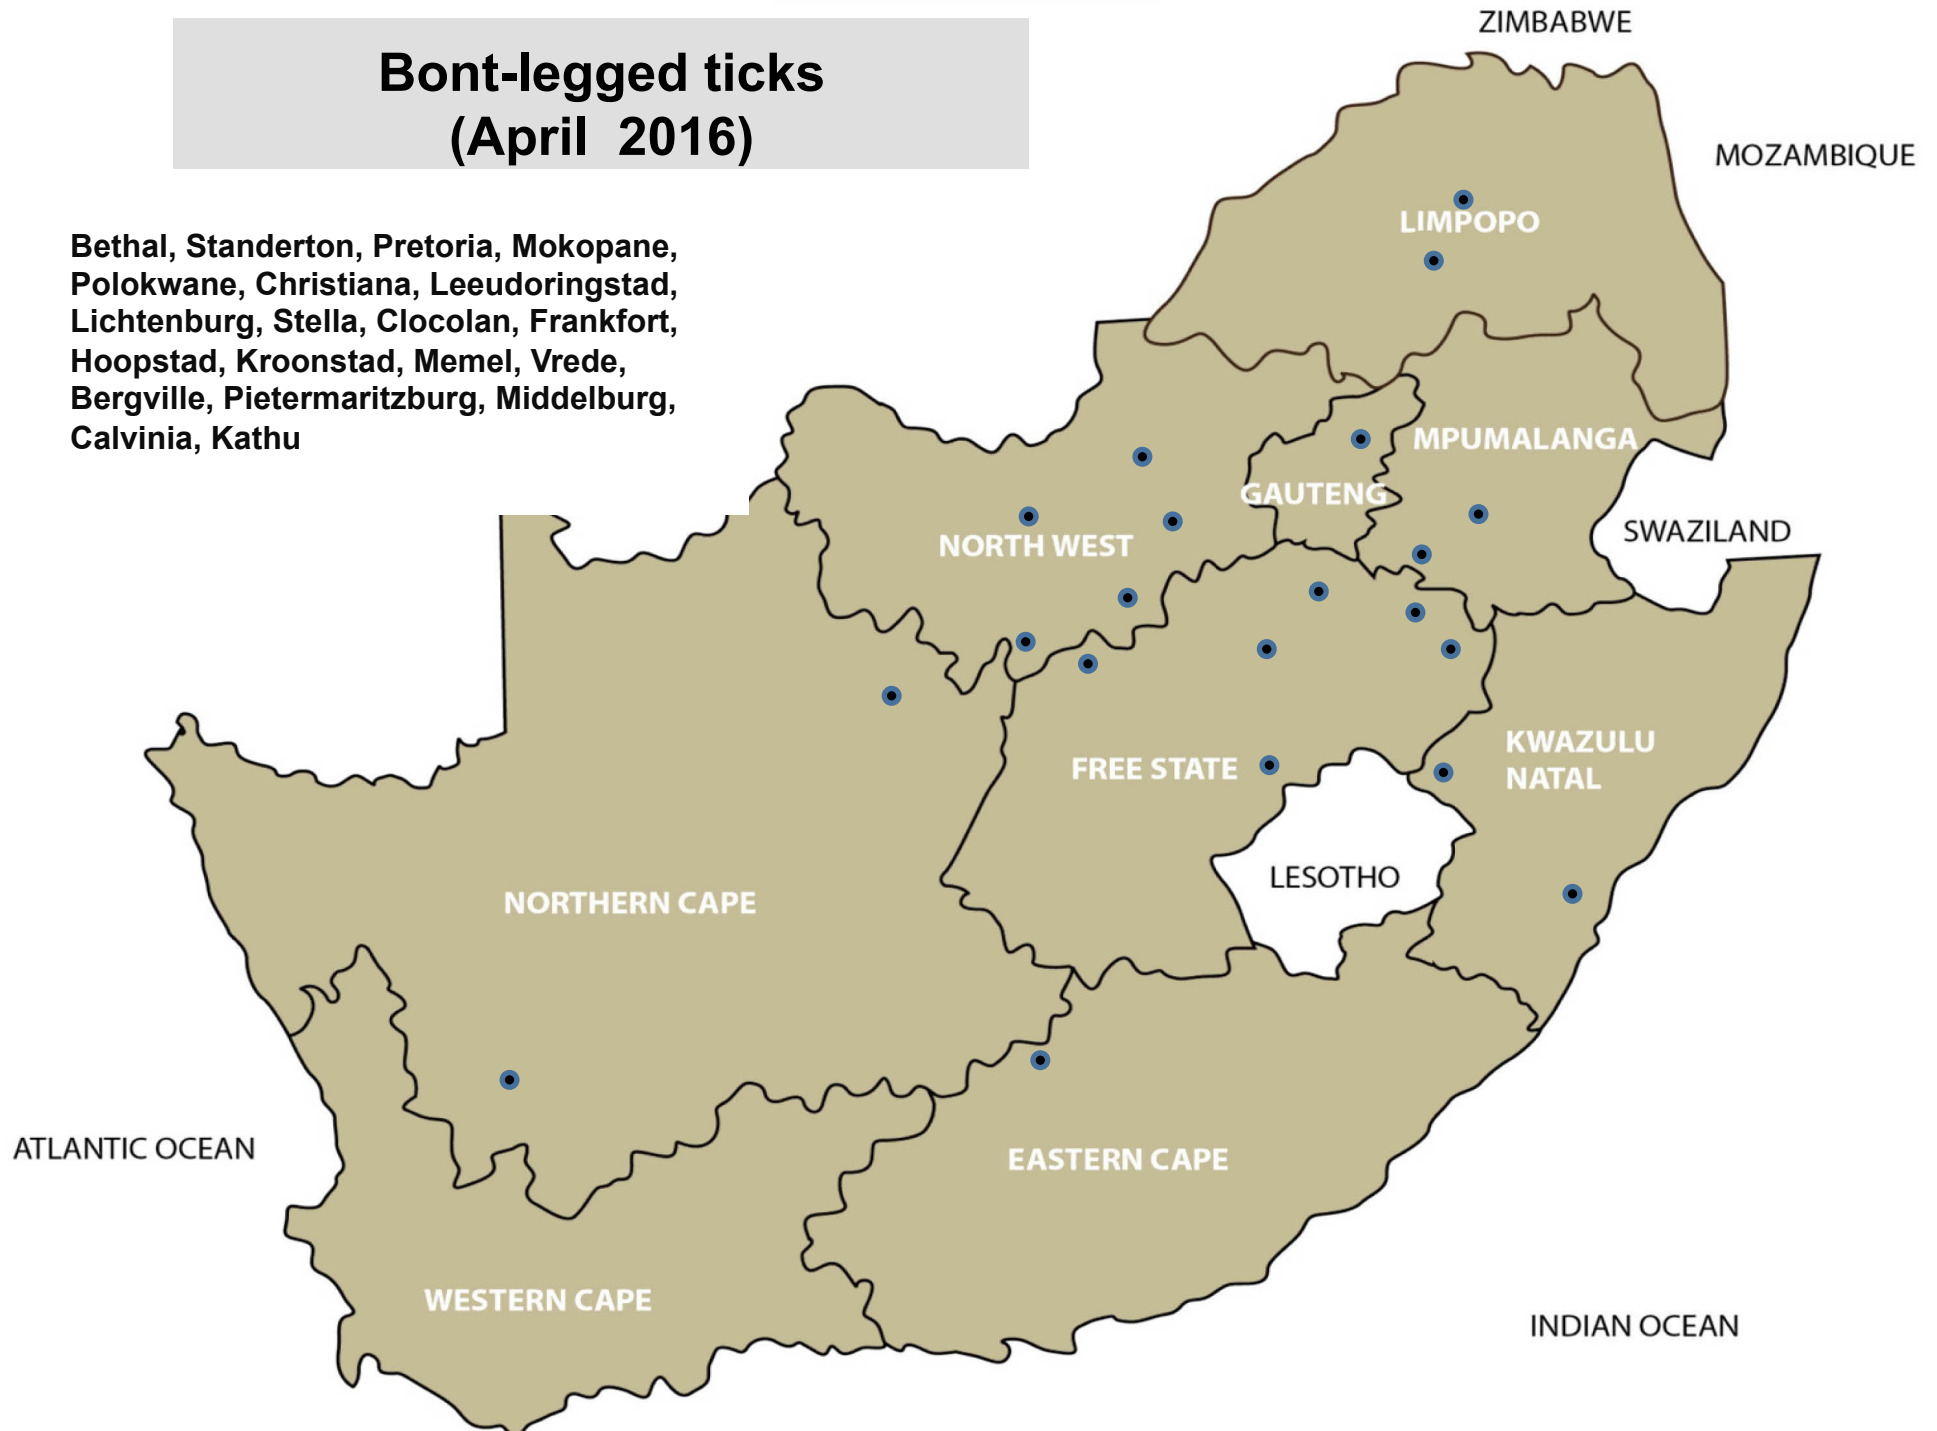 Bont-legged ticks
(April 2016)
Bethal, Standerton, Pretoria, Mokopane,
Polokwane, Christiana, Leeudoringstad,
Lichtenburg, Stella, Clocolan, Frankfort,
Hoopstad, Kroonstad, Memel, Vrede,
Bergville, Pietermaritzburg, Middelburg,
Calvinia, Kathu
ZIMBABWE
MOZAMBIQUE
LIMPOPO
MPUMALANGA
GAUTENG
SWAZILAND
NORTH WEST
KWAZULU
NATAL
FREE STATE
LESOTHO
NORTHERN CAPE
ATLANTIC OCEAN
EASTERN CAPE
WESTERN CAPE
INDIAN OCEAN